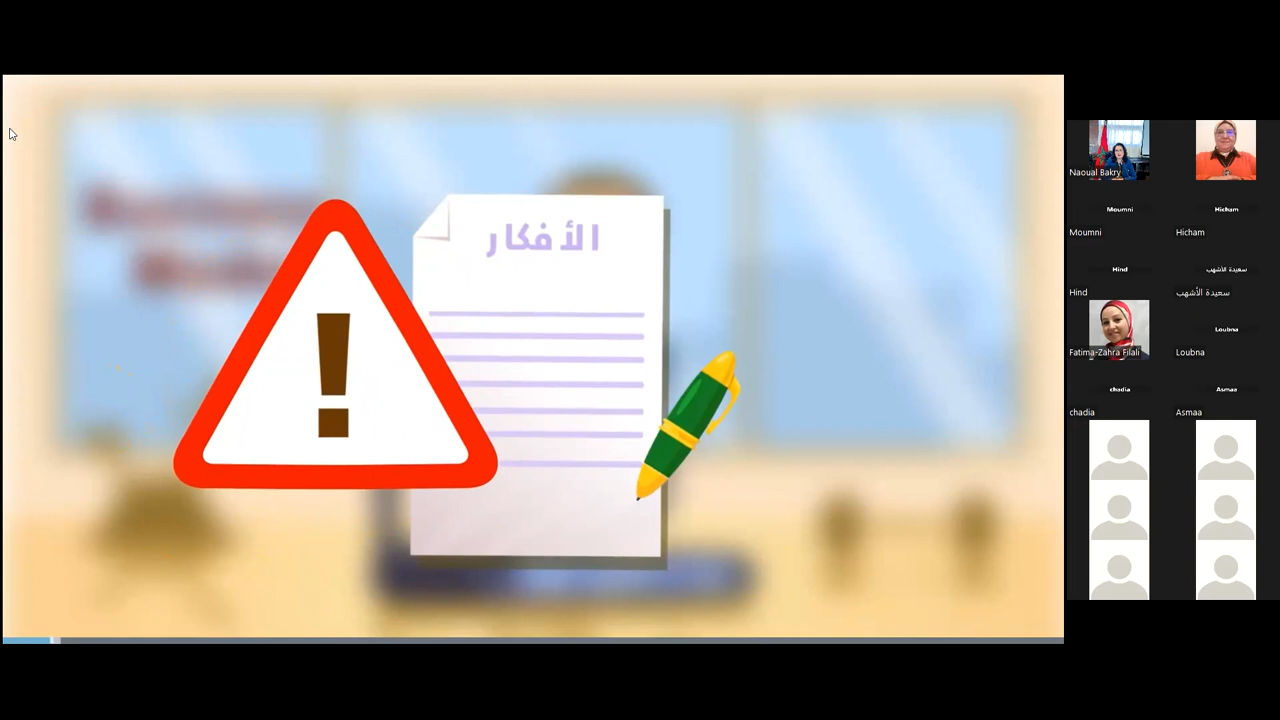 الأفكار
!
Naoual Bakry
Moumni
Hicham
Moumni
Hicham
Hind
سعيدة الأشهب
Hind
سعيدة الأشهب
Loubna
Fatima-Zahra Filali
Loubna
chadia
Asmaa
chadia
Asmaa